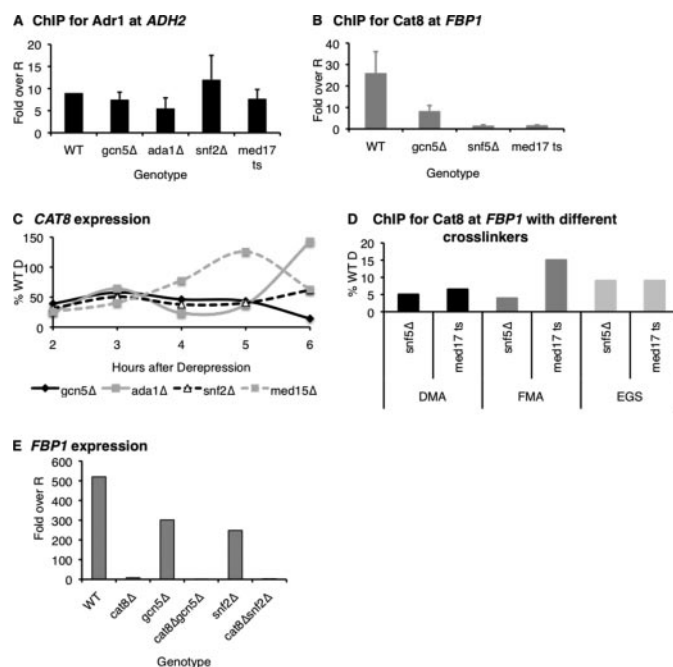 A ChIP for Adr1 at ADH2
Fold over R
20
15
10
5
0
WT gcn5Δ ada1Δ snf2Δ med17 ts
Genotype
B ChIP for Cat8 at FBP1
Fold over R
40
30
20
10
0
WT gcn5Δ snf5Δ med17 ts
Genotype
C CAT8 expression
% WT D
150
100
50
0
2 3 4 5 6
Hours after Derepression
gcn5Δ ada1Δ snf2Δ med15Δ
D ChIP for Cat8 at FBP1 with different
crosslinkers
% WT D
20
15
10
5
0
snf5Δ med17 ts snf5Δ med17 ts snf5Δ med17 ts
DMA FMA EGS
E FBP1 expression
Fold over R
600
500
400
300
200
100
0
WT cat8Δ gcn5Δ cat8Δgcn5Δ snf2Δ cat8Δsnf2Δ
Genotype